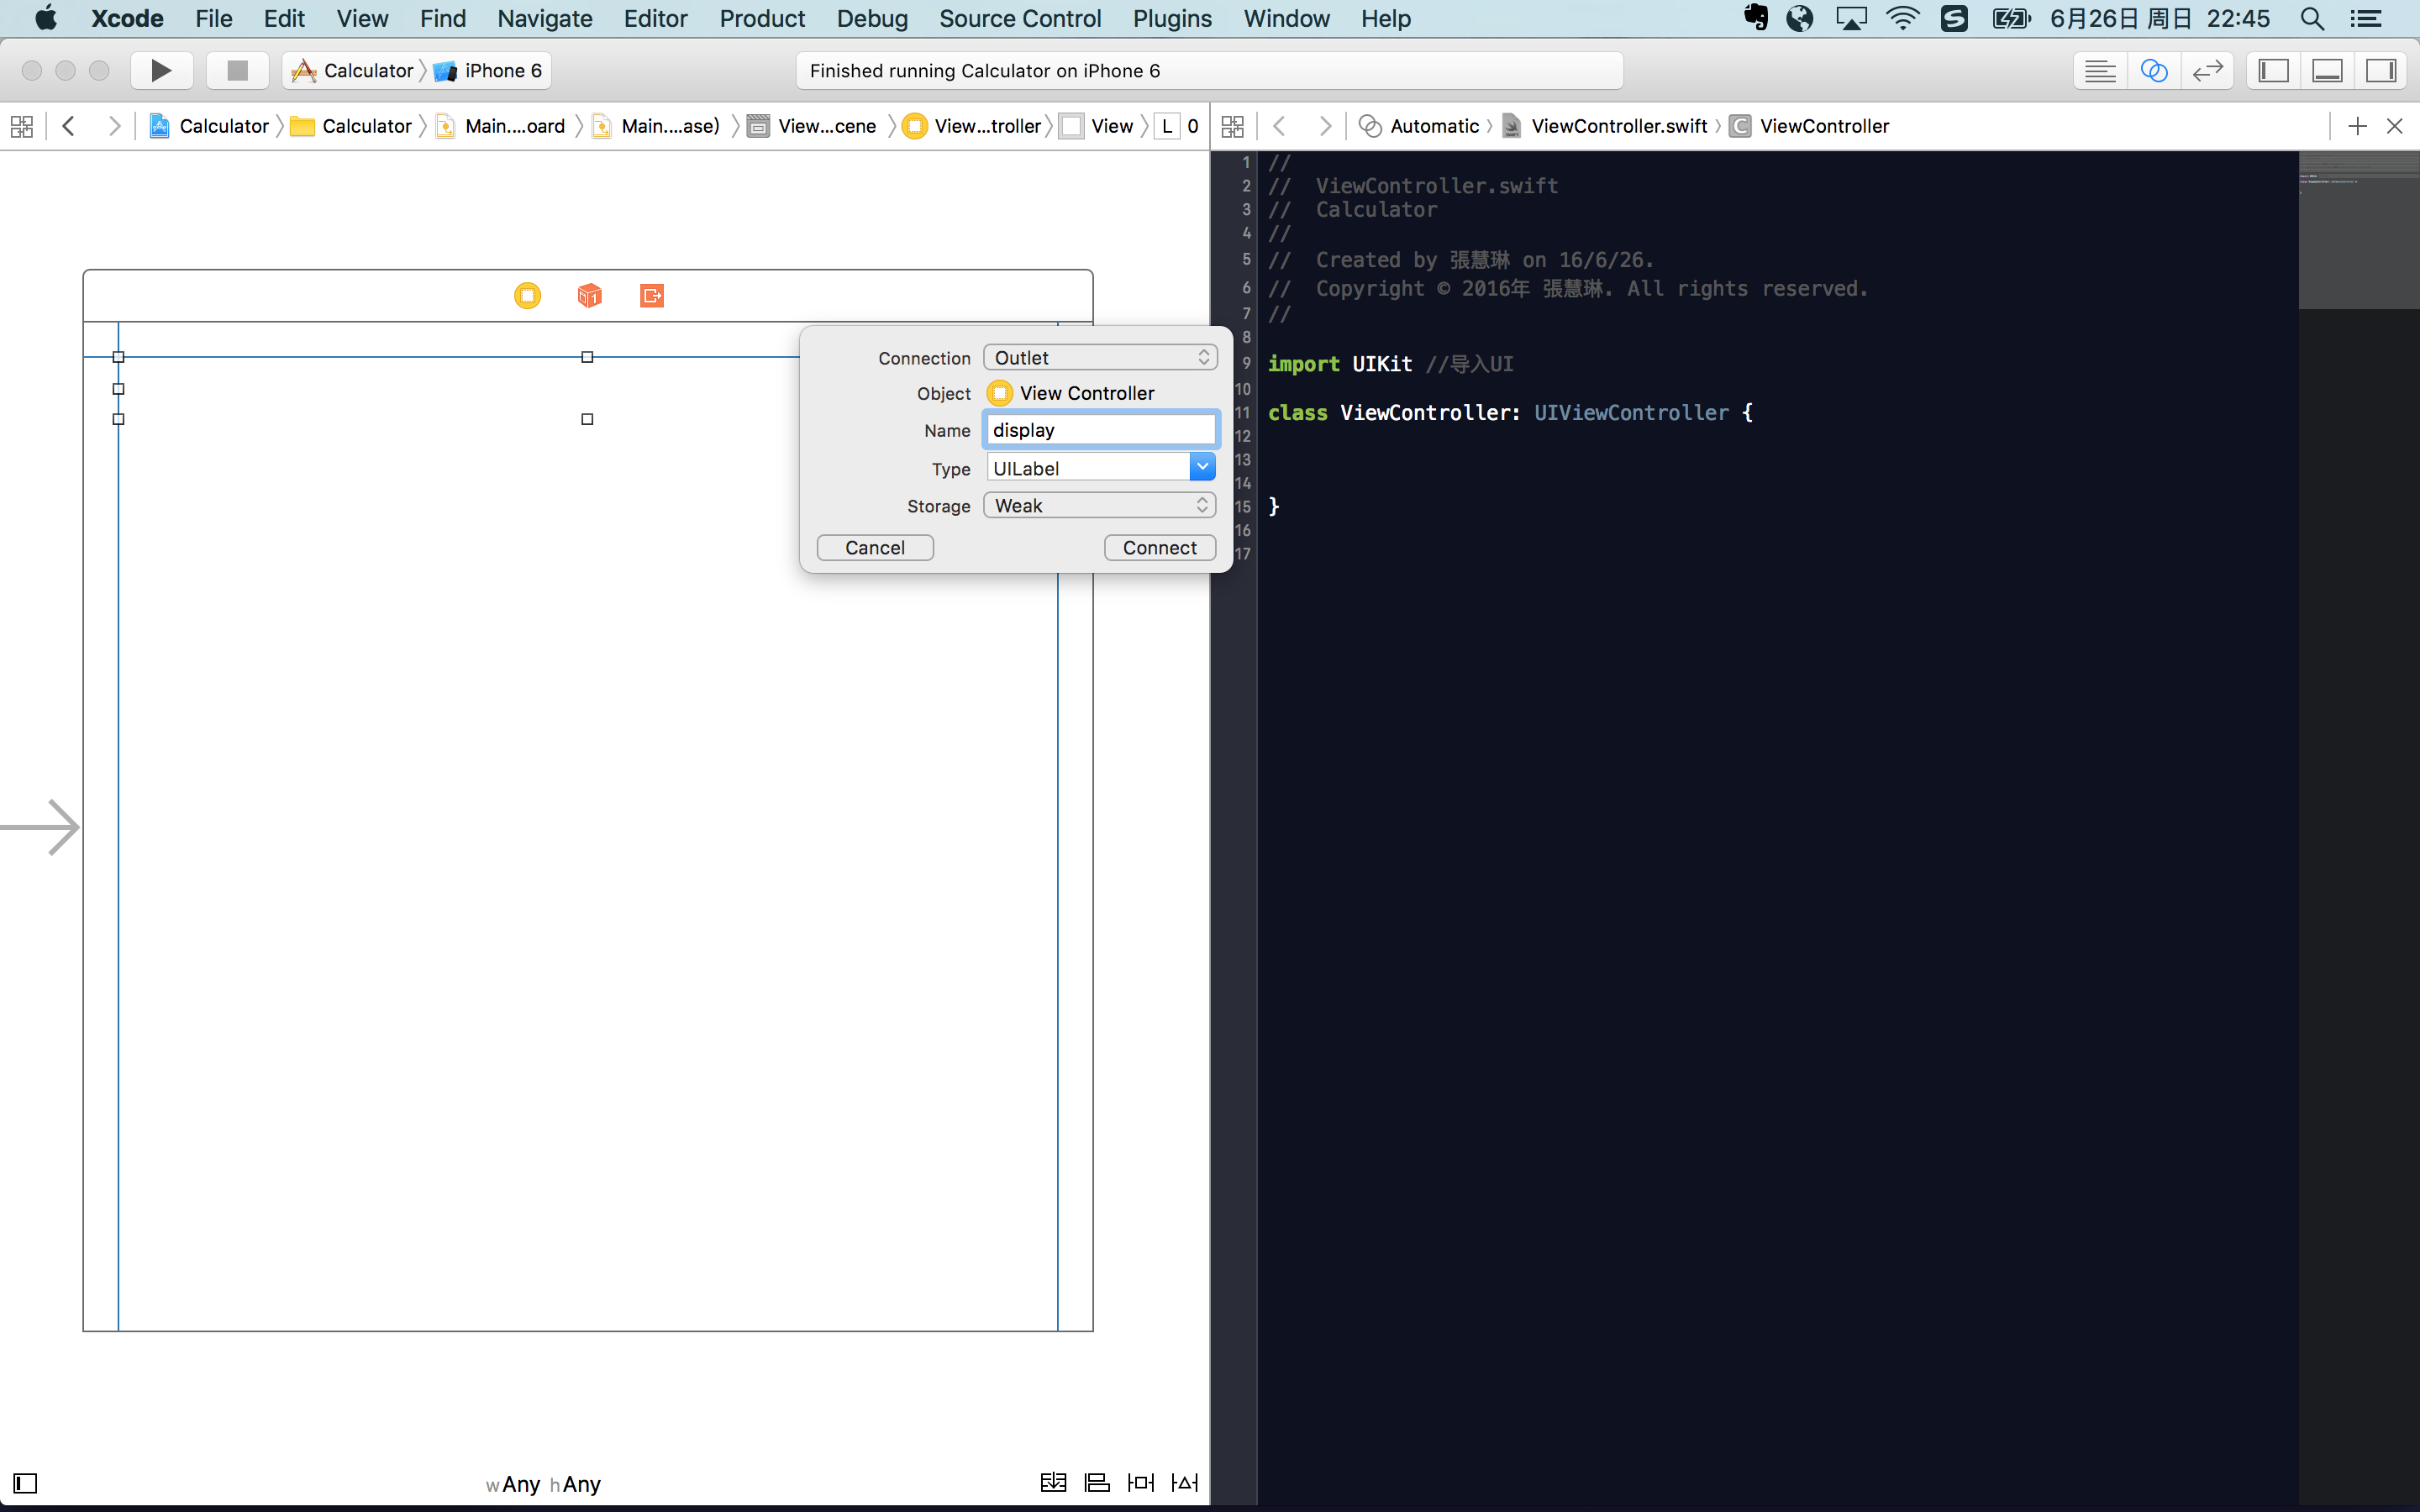 Xcode File Edit View Find Navigate Editor Product Debug Source Control Plugins Window Help 6月26日 周日 22:45
Calculator iPhone 6
Finished running Calculator on iPhone 6
Calculator Calculator Main....oard Main....ase) View...cene View...troller View L 0
Automatic ViewController.swift C ViewController
1 //
2 // ViewController.swift
3 // Calculator
4 //
5 // Created by 張慧琳 on 16/6/26.
6 // Copyright © 2016年 張慧琳. All rights reserved.
7 //
8
9 import UIKit //导入UI
10
11 class ViewController: UIViewController {
12
13
14
15 }
16
17
Connection Outlet
Object View Controller
Name display
Type UILabel
Storage Weak
Cancel Connect
wAny hAny